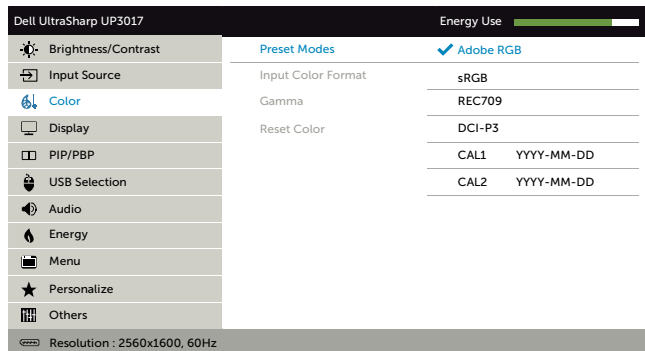 Dell UltraSharp UP3017 Energy Use
Brightness/Contrast Preset Modes Adobe RGB
Input Source Input Color Format sRGB
Color Gamma REC709
Display Reset Color DCI-P3
PIP/PBP CAL1 YYYY-MM-DD
USB Selection CAL2 YYYY-MM-DD
Audio
Energy
Menu
Personalize
Others
Resolution : 2560x1600, 60Hz